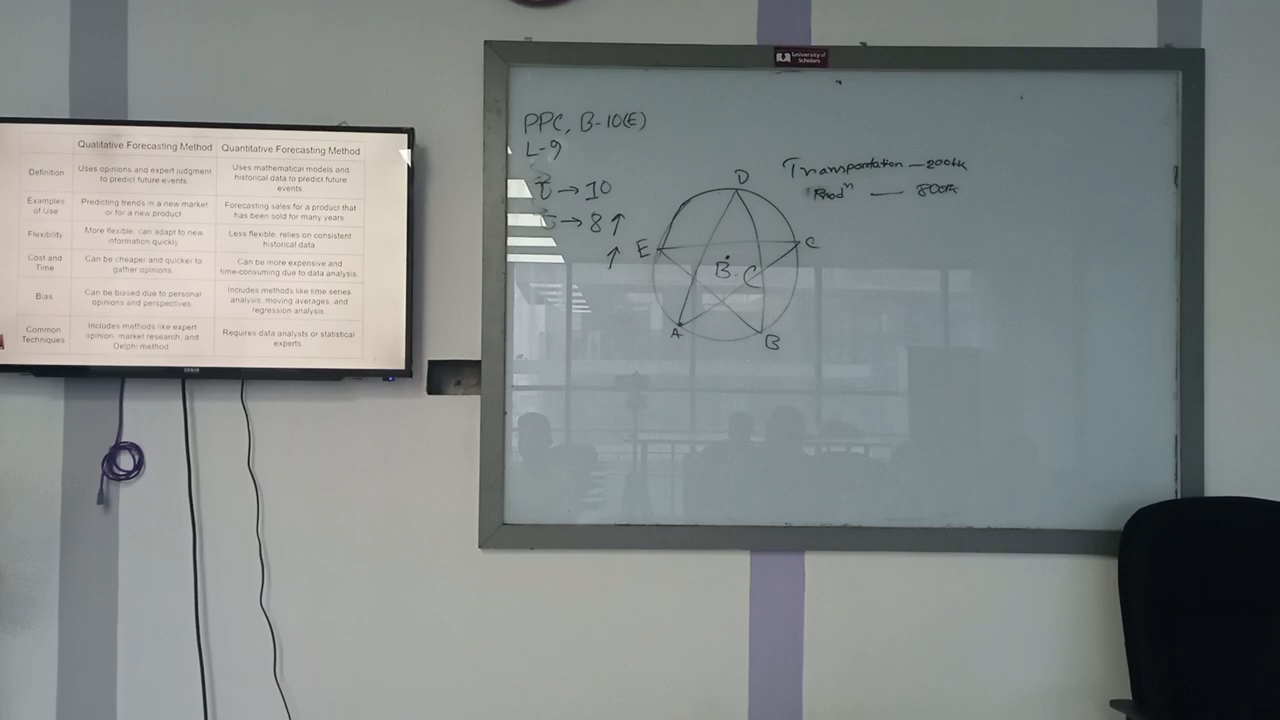 Qualitative Forecasting Method Quantitative Forecasting Method
Definition
Uses opinions and expert judgment
to predict future events.
Uses mathematical models and
historical data to predict future
events.
Examples
of Use
Predicting trends in a new market
or for a new product
Forecasting sales for a product that
has been sold for many years.
Flexibility
More flexible; can adapt to new
information quickly
Less flexible; relies on consistent
historical data
Cost and
Time
Can be cheaper and quicker to
gather opinions.
Can be more expensive and
time-consuming due to data analysis.
Bias
Can be biased due to personal
opinions and perspectives.
Includes methods like time series
analysis, moving averages, and
regression analysis.
Common
Techniques
Includes methods like expert
opinion, market research, and
Delphi method
Requires data analysts or statistical
experts.
University of
Scholars
PPC, B-10(E)
L-9
→ 10
→ 8↑
↑
Transportation — 200tk
Prodⁿ — 800tk
D
E
C
B. C
A
B